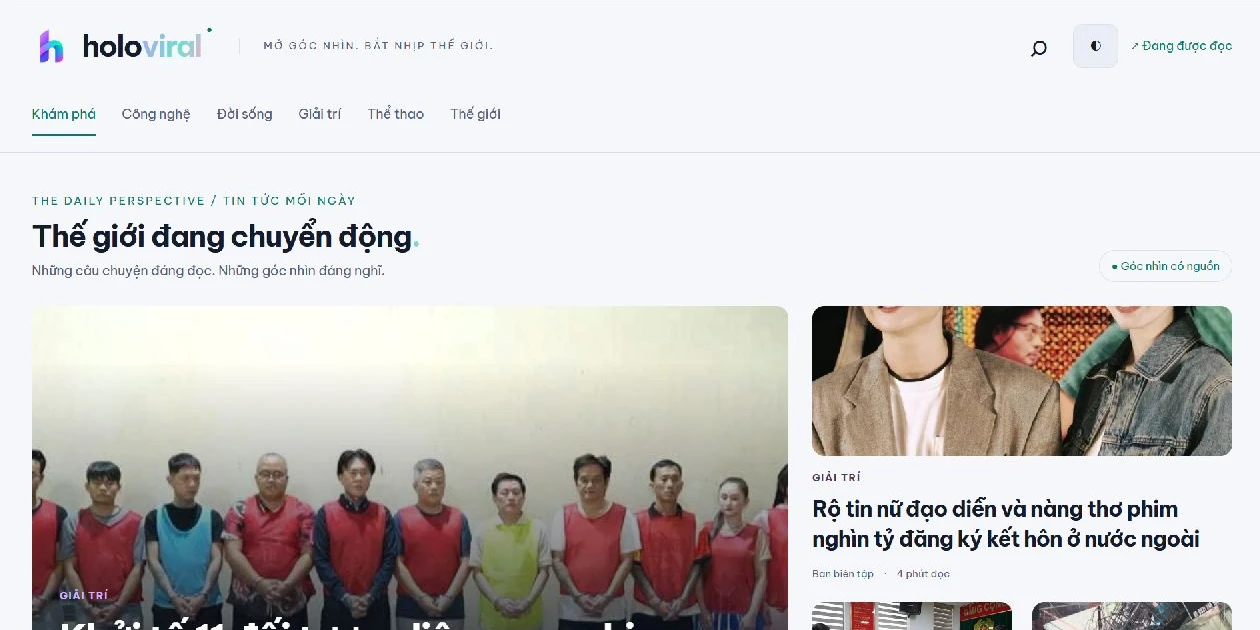 holoviral
MỞ GÓC NHÌN. BẮT NHỊP THẾ GIỚI.
↗ Đang được đọc
Khám phá
Công nghệ
Đời sống
Giải trí
Thể thao
Thế giới
THE DAILY PERSPECTIVE / TIN TỨC MỖI NGÀY
Thế giới đang chuyển động.
Những câu chuyện đáng đọc. Những góc nhìn đáng nghĩ.
• Góc nhìn có nguồn
GIẢI TRÍ
GIẢI TRÍ
Rộ tin nữ đạo diễn và nàng thơ phim
nghìn tỷ đăng ký kết hôn ở nước ngoài
Ban biên tập · 4 phút đọc